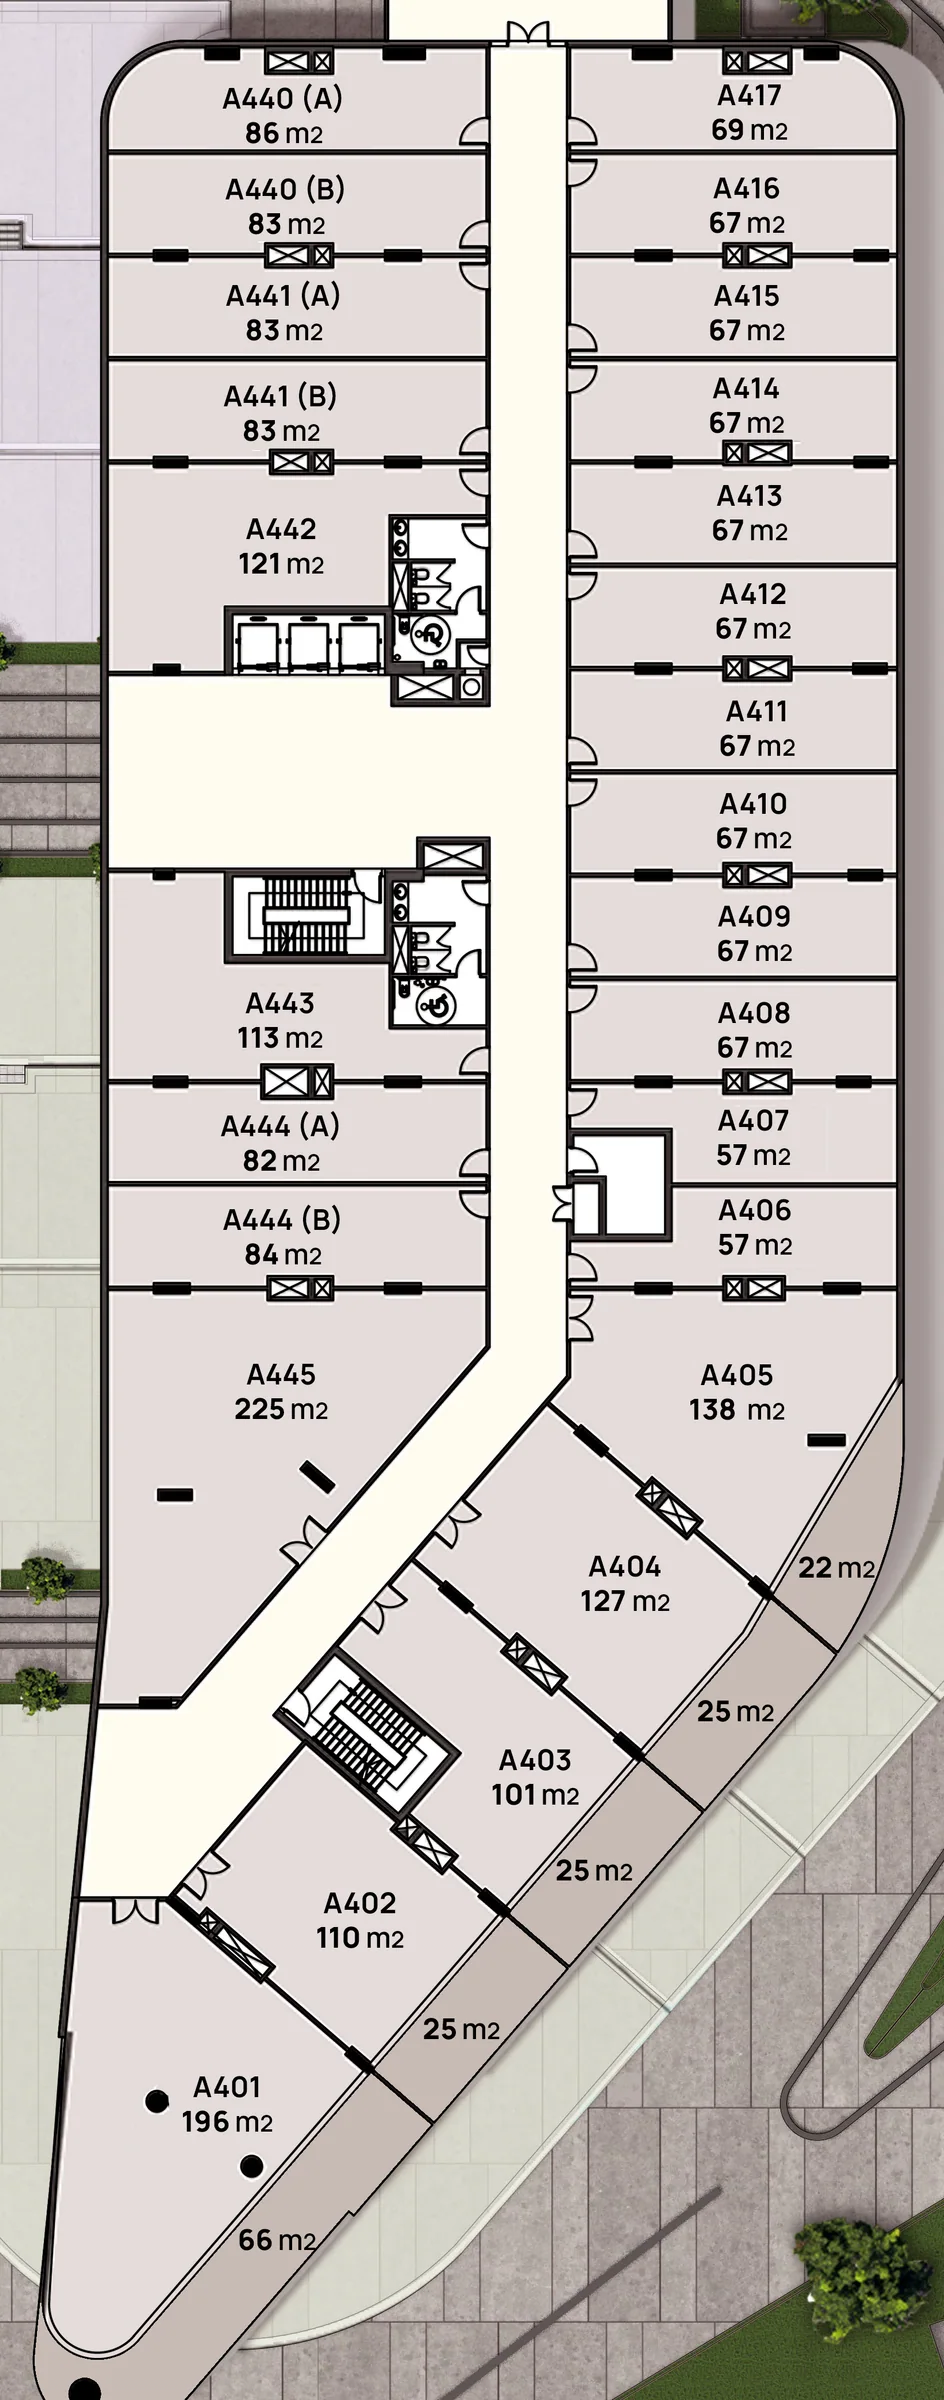 A440 (A)
86 m2
A417
69 m2
A440 (B)
83 m2
A416
67 m2
A441 (A)
83 m2
A415
67 m2
A441 (B)
83 m2
A414
67 m2
A442
121 m2
A413
67 m2
A412
67 m2
A411
67 m2
A410
67 m2
A409
67 m2
A443
113 m2
A408
67 m2
A444 (A)
82 m2
A407
57 m2
A444 (B)
84 m2
A406
57 m2
A445
225 m2
A405
138 m2
A404
127 m2
22 m2
25 m2
A403
101 m2
25 m2
A402
110 m2
25 m2
A401
196 m2
66 m2